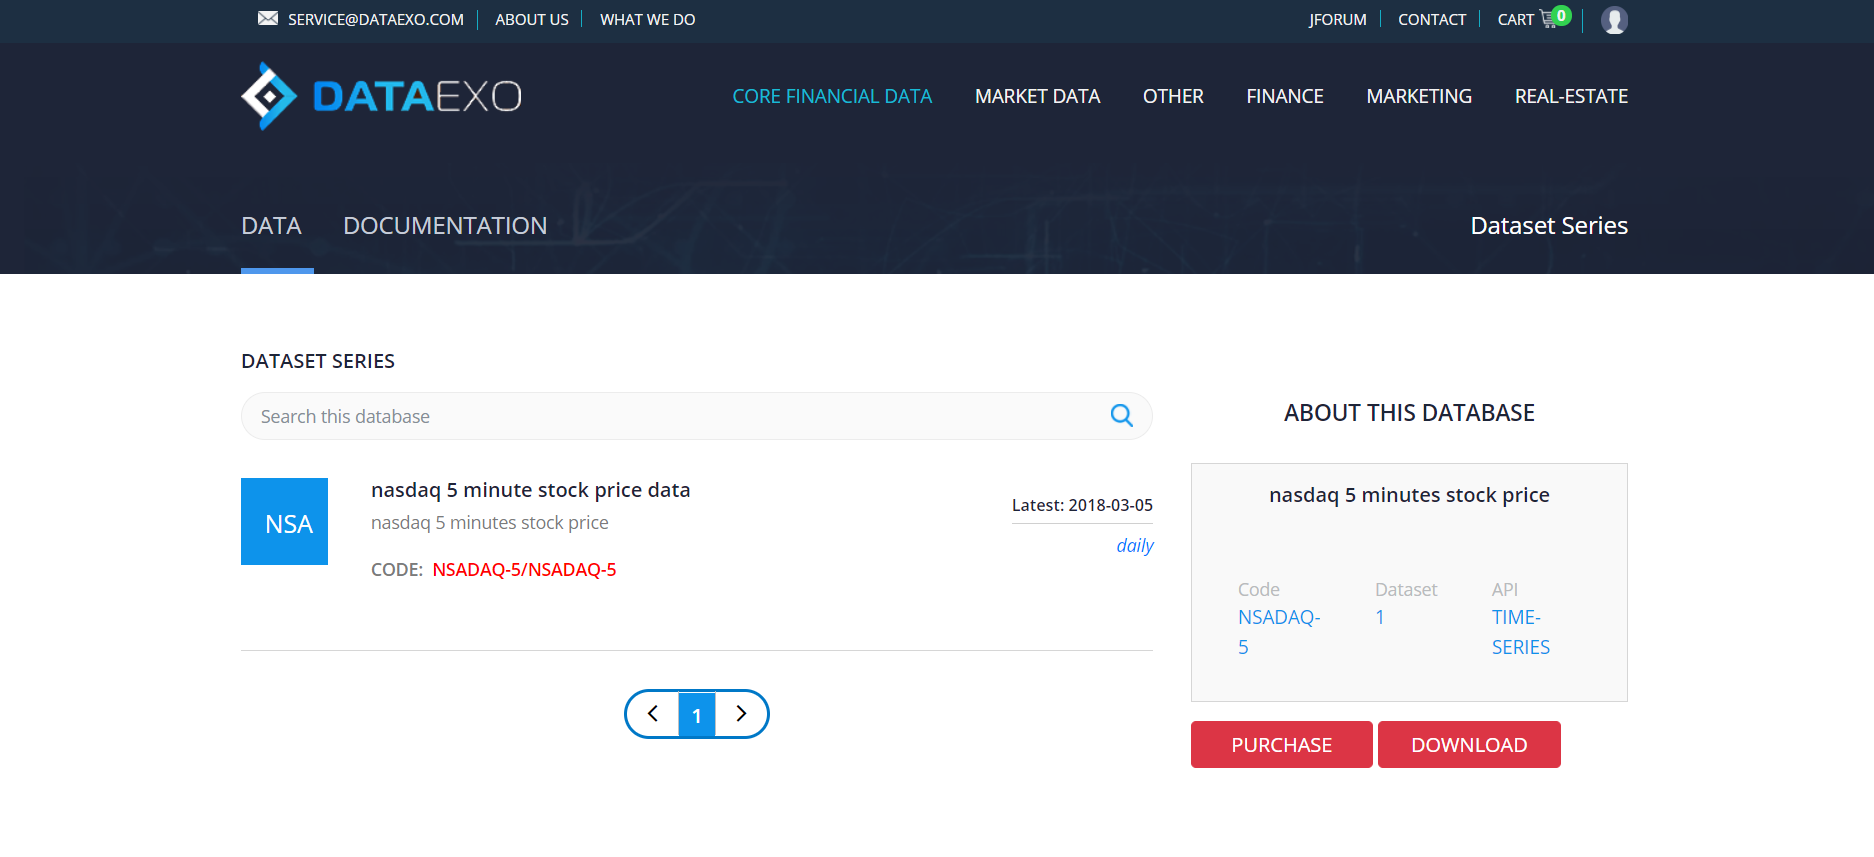 SERVICE@DATAEXO.COM ABOUT US WHAT WE DO JFORUM CONTACT CART 0
DATAEXO CORE FINANCIAL DATA MARKET DATA OTHER FINANCE MARKETING REAL-ESTATE
DATA DOCUMENTATION Dataset Series
DATASET SERIES
Search this database
NSA
nasdaq 5 minute stock price data
nasdaq 5 minutes stock price
CODE: NSADAQ-5/NSADAQ-5
Latest: 2018-03-05
daily
1
ABOUT THIS DATABASE
nasdaq 5 minutes stock price
Code Dataset API
NSADAQ- 1 TIME-
5 SERIES
PURCHASE DOWNLOAD